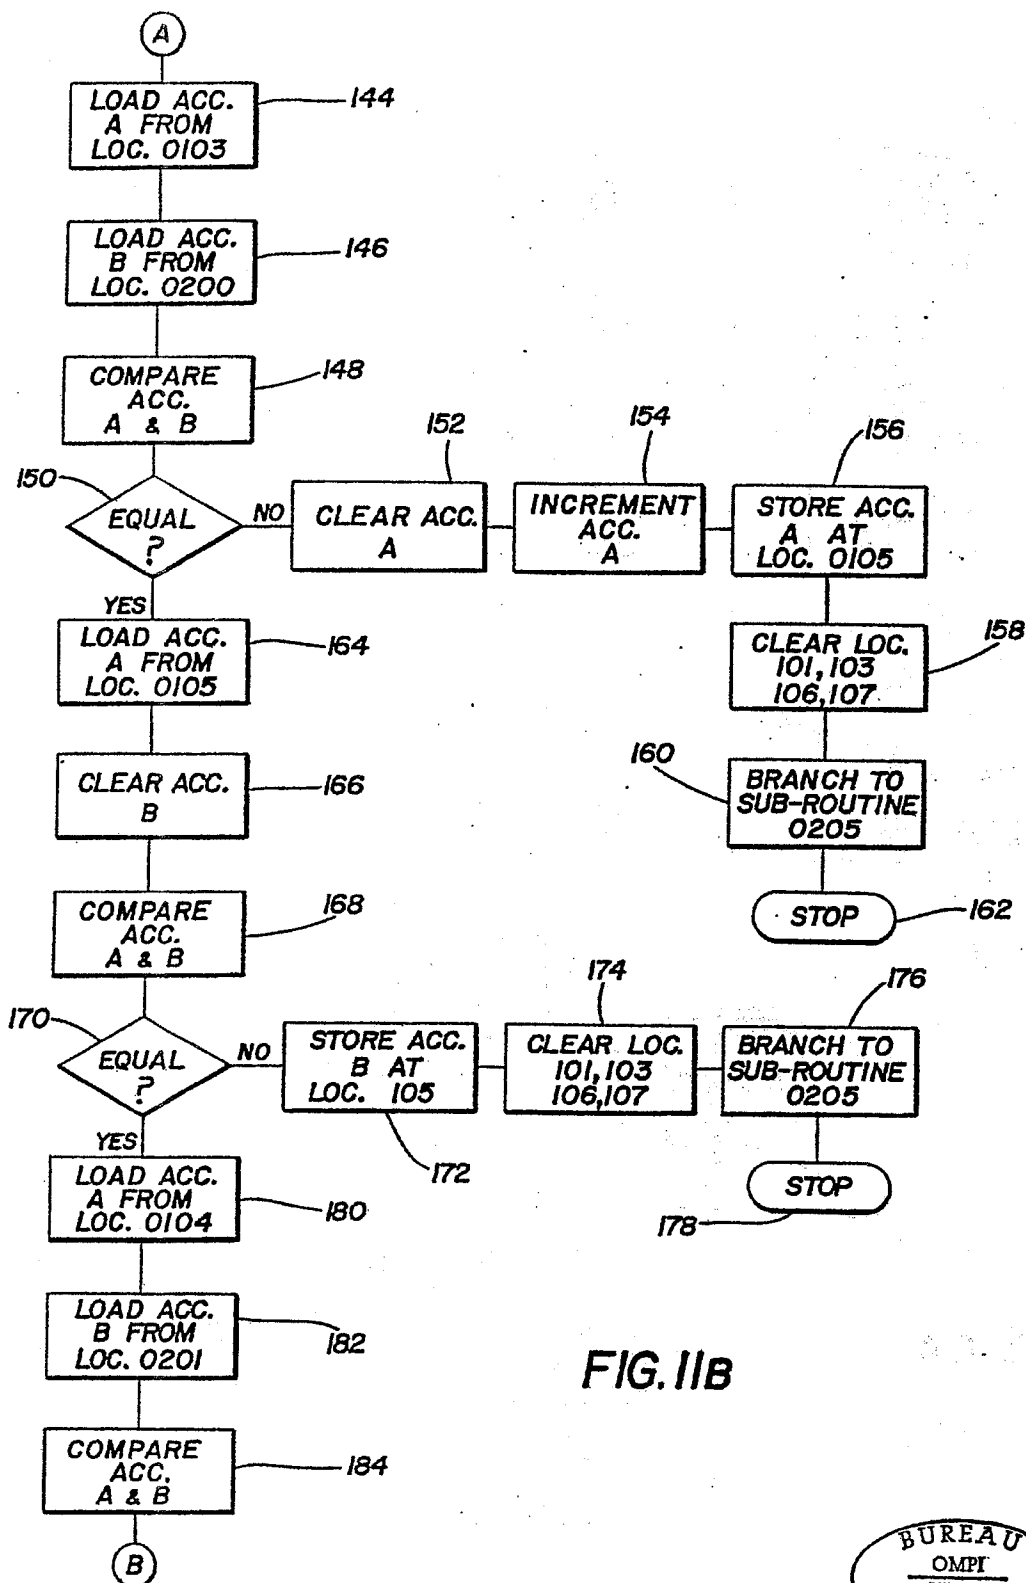 A
LOAD ACC.
A FROM
LOC. 0103
144
LOAD ACC.
B FROM
LOC. 0200
146
COMPARE
ACC.
A & B
148
150
EQUAL
?
NO
YES
152
CLEAR ACC.
A
154
INCREMENT
ACC.
A
156
STORE ACC.
A AT
LOC. 0105
CLEAR LOC.
101,103
106,107
158
160
BRANCH TO
SUB-ROUTINE
0205
STOP
162
LOAD ACC.
A FROM
LOC. 0105
164
CLEAR ACC.
B
166
COMPARE
ACC.
A & B
168
170
EQUAL
?
NO
YES
STORE ACC.
B AT
LOC. 105
172
174
CLEAR LOC.
101,103
106,107
176
BRANCH TO
SUB-ROUTINE
0205
STOP
178
LOAD ACC.
A FROM
LOC. 0104
180
LOAD ACC.
B FROM
LOC. 0201
182
COMPARE
ACC.
A & B
184
B
FIG. 11B
BUREAU
OMPI